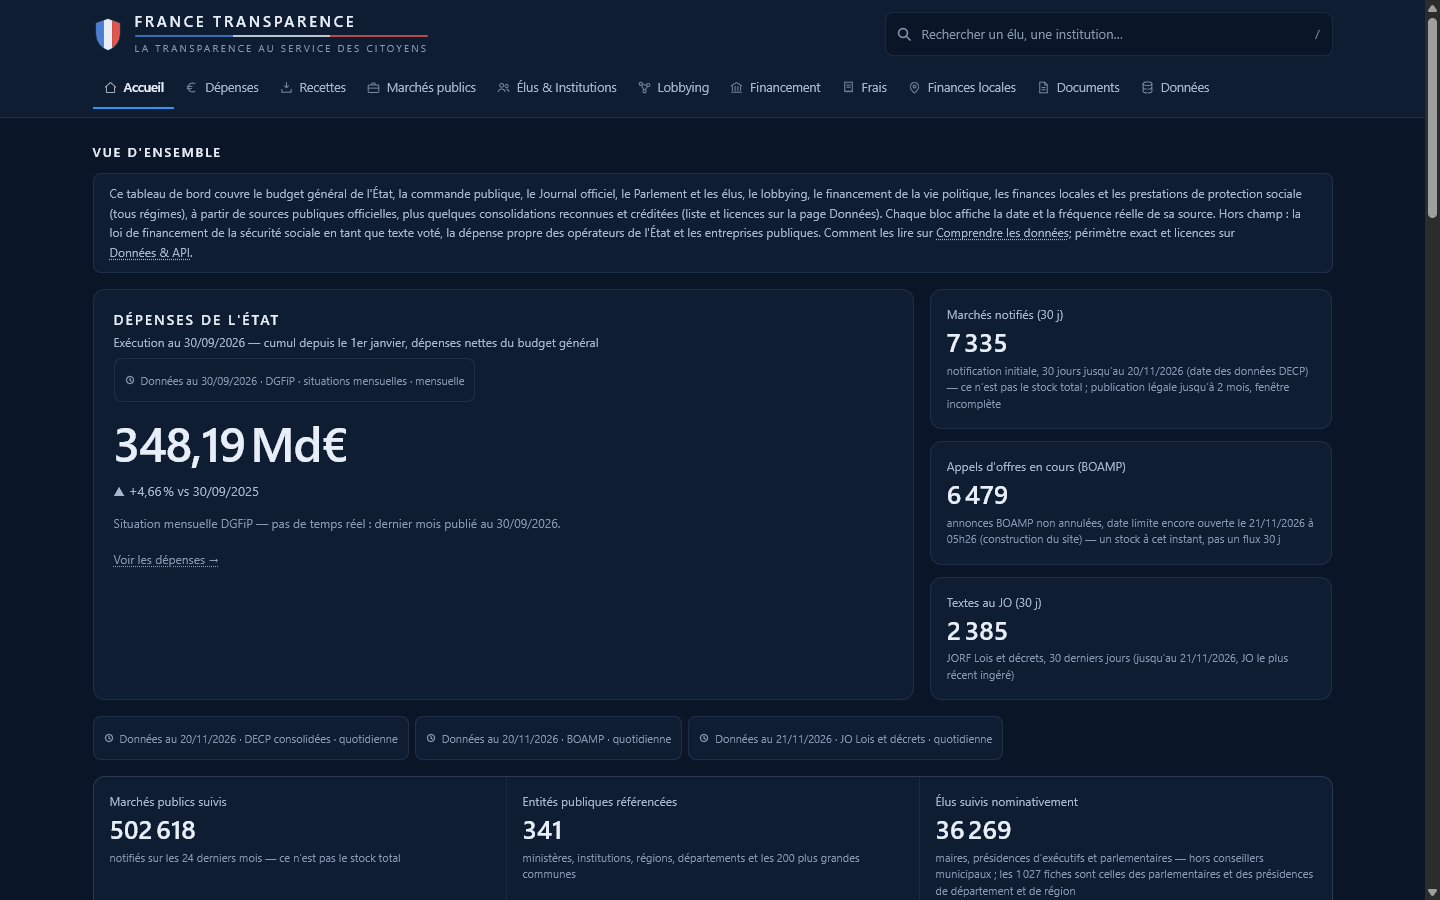 FRANCE TRANSPARENCE
LA TRANSPARENCE AU SERVICE DES CITOYENS
Rechercher un élu, une institution... /
Accueil Dépenses Recettes Marchés publics Élus & Institutions Lobbying Financement Frais Finances locales Documents Données
VUE D'ENSEMBLE
Ce tableau de bord couvre le budget général de l'État, la commande publique, le Journal officiel, le Parlement et les élus, le lobbying, le financement de la vie politique, les finances locales et les prestations de protection sociale
(tous régimes), à partir de sources publiques officielles, plus quelques consolidations reconnues et créditées (liste et licences sur la page Données). Chaque bloc affiche la date et la fréquence réelle de sa source. Hors champ : la
loi de financement de la sécurité sociale en tant que texte voté, la dépense propre des opérateurs de l'État et les entreprises publiques. Comment les lire sur Comprendre les données; périmètre exact et licences sur
Données & API.
DÉPENSES DE L'ÉTAT
Exécution au 30/09/2026 — cumul depuis le 1er janvier, dépenses nettes du budget général
Données au 30/09/2026 · DGFiP · situations mensuelles · mensuelle
348,19 Md€
▲ +4,66 % vs 30/09/2025
Situation mensuelle DGFiP — pas de temps réel : dernier mois publié au 30/09/2026.
Voir les dépenses →
Marchés notifiés (30 j)
7 335
notification initiale, 30 jours jusqu'au 20/11/2026 (date des données DECP)
— ce n'est pas le stock total ; publication légale jusqu'à 2 mois, fenêtre
incomplète
Appels d'offres en cours (BOAMP)
6 479
annonces BOAMP non annulées, date limite encore ouverte le 21/11/2026 à
05h26 (construction du site) — un stock à cet instant, pas un flux 30 j
Textes au JO (30 j)
2 385
JORF Lois et décrets, 30 derniers jours (jusqu'au 21/11/2026, JO le plus
récent ingéré)
Données au 20/11/2026 · DECP consolidées · quotidienne
Données au 20/11/2026 · BOAMP · quotidienne
Données au 21/11/2026 · JO Lois et décrets · quotidienne
Marchés publics suivis
502 618
notifiés sur les 24 derniers mois — ce n'est pas le stock total
Entités publiques référencées
341
ministères, institutions, régions, départements et les 200 plus grandes
communes
Élus suivis nominativement
36 269
maires, présidences d'exécutifs et parlementaires — hors conseillers
municipaux ; les 1 027 fiches sont celles des parlementaires et des présidences
de département et de région